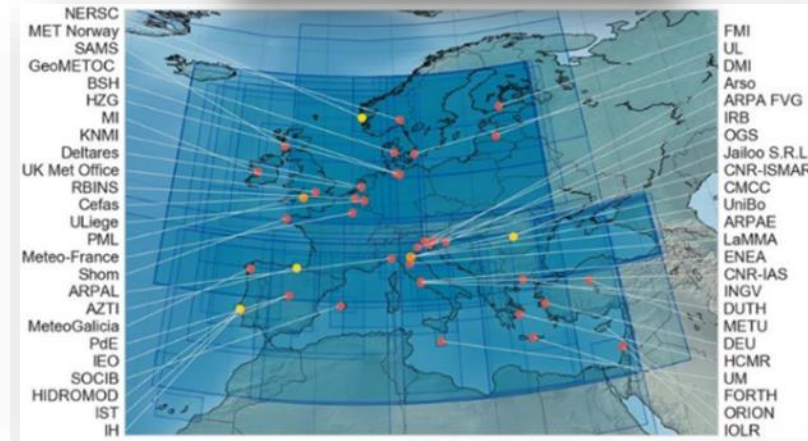 NERSC
MET Norway
SAMS
GeoMETOC
BSH
HZG
MI
KNMI
Deltares
UK Met Office
RBINS
Cefas
ULiege
PML
Meteo-France
Shom
ARPAL
AZTI
MeteoGalicia
PdE
IEO
SOCIB
HIDROMOD
IST
IH
FMI
UL
DMI
Arso
ARPA FVG
IRB
OGS
Jailoo S.R.L
CNR-ISMAR
CMCC
UniBo
ARPAE
LaMMA
ENEA
CNR-IAS
INGV
DUTH
METU
DEU
HCMR
UM
FORTH
ORION
IOLR